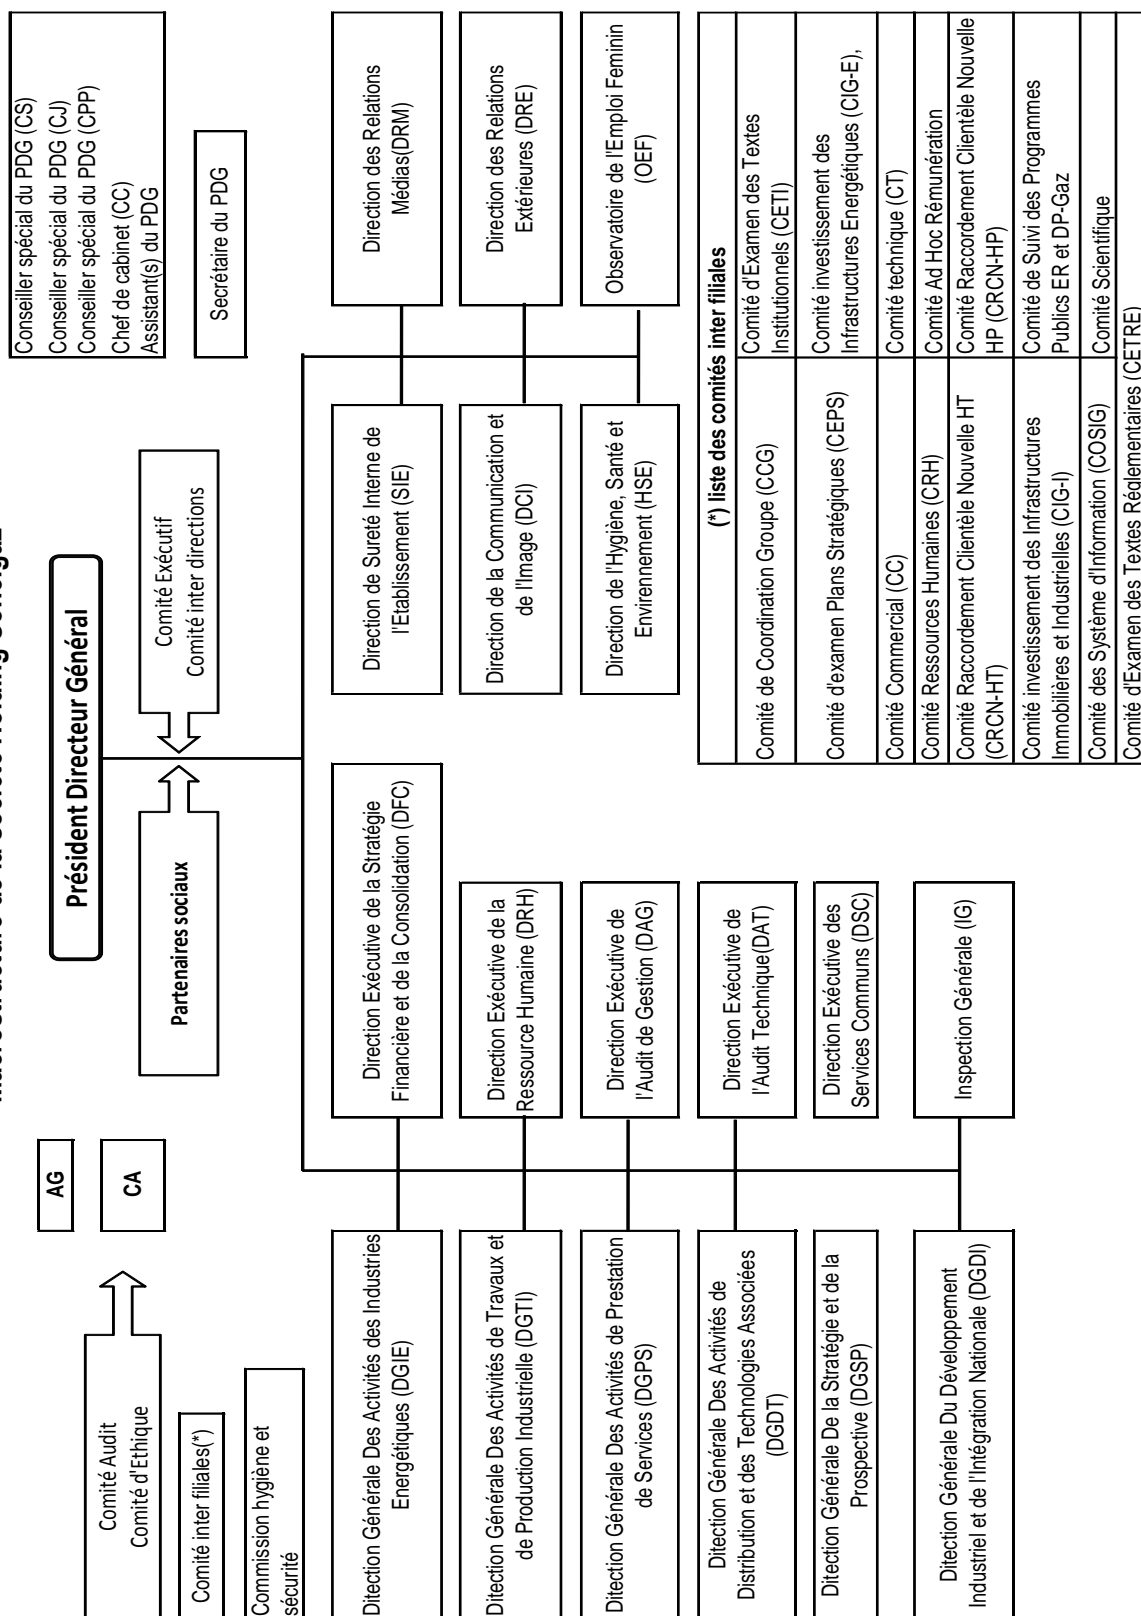 Macrostructure de la Société Holding Sonelgaz
Président Directeur Général
AG
CA
Comité Audit
Comité d'Ethique
Comité inter filiales(*)
Commission hygiène et
sécurité
Partenaires sociaux
Comité Exécutif
Comité inter directions
Conseiller spécial du PDG (CS)
Conseiller spécial du PDG (CJ)
Conseiller spécial du PDG (CPP)
Chef de cabinet (CC)
Assistant(s) du PDG
Secrétaire du PDG
Ditection Générale Des Activités des Industries
Energétiques (DGIE)
Direction Exécutive de la Stratégie
Financière et de la Consolidation (DFC)
Direction de Sureté Interne de
l'Etablissement (SIE)
Direction des Relations
Médias(DRM)
Ditection Générale Des Activités de Travaux et
de Production Industrielle (DGTI)
Direction Exécutive de la
Ressource Humaine (DRH)
Direction de la Communication et
de l'Image (DCI)
Direction des Relations
Extérieures (DRE)
Ditection Générale Des Activités de Prestation
de Services (DGPS)
Direction Exécutive de
l'Audit de Gestion (DAG)
Direction de l'Hygiène, Santé et
Envirennement (HSE)
Observatoire de l'Emploi Feminin
(OEF)
Ditection Générale Des Activités de
Distribution et des Technologies Associées
(DGDT)
Direction Exécutive de
l'Audit Technique(DAT)
Ditection Générale De la Stratégie et de la
Prospective (DGSP)
Direction Exécutive des
Services Communs (DSC)
Ditection Générale Du Dévéloppement
Industriel et de l'Intégration Nationale (DGDI)
Inspection Générale (IG)
(*) liste des comités inter filiales
Comité de Coordination Groupe (CCG)
Comité d'Examen des Textes
Institutionnels (CETI)
Comité d'examen Plans Stratégiques (CEPS)
Comité investissement des
Infrastructures Energétiques (CIG-E),
Comité Commercial (CC)
Comité technique (CT)
Comité Ressources Humaines (CRH)
Comité Ad Hoc Rémunération
Comité Raccordement Clientèle Nouvelle HT
(CRCN-HT)
Comité Raccordement Clientèle Nouvelle
HP (CRCN-HP)
Comité investissement des Infrastructures
Immobilières et Industrielles (CIG-I)
Comité de Suivi des Programmes
Publics ER et DP-Gaz
Comité des Système d'Information (COSIG)
Comité Scientifique
Comité d'Examen des Textes Réglementaires (CETRE)